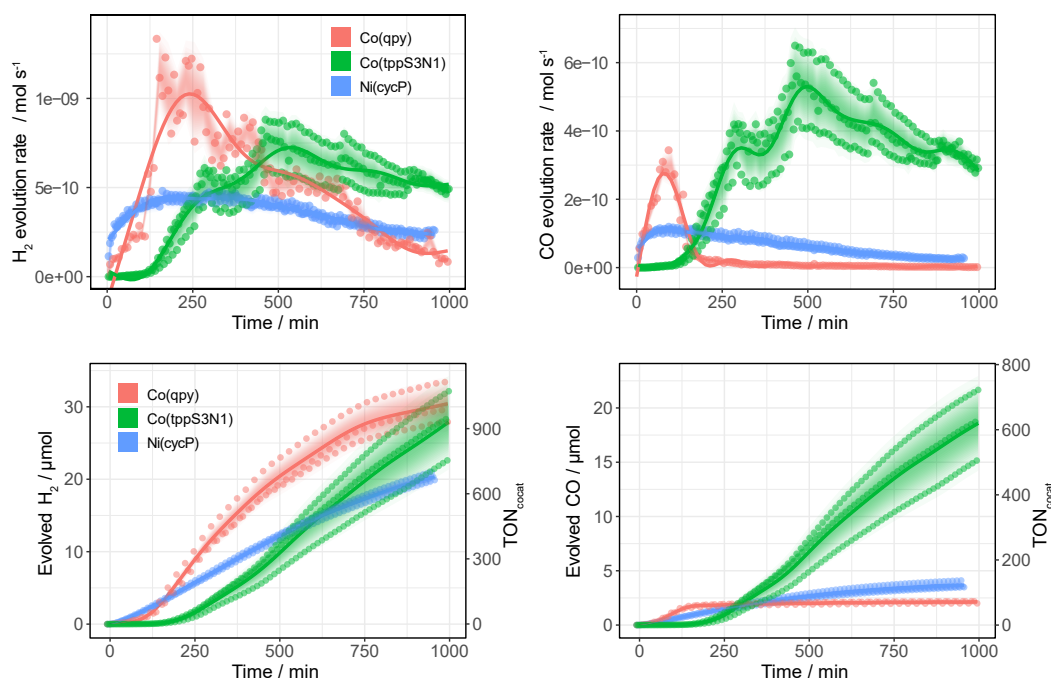 H2 evolution rate / mol s-1
1e-09
5e-10
0e+00
Co(qpy)
Co(tppS3N1)
Ni(cycP)
0 250 500 750 1000
Time / min
CO evolution rate / mol s-1
6e-10
4e-10
2e-10
0e+00
0 250 500 750 1000
Time / min
Evolved H2 / µmol
30
20
10
0
Co(qpy)
Co(tppS3N1)
Ni(cycP)
900
600
300
0
TONcocat
0 250 500 750 1000
Time / min
Evolved CO / µmol
20
15
10
5
0
800
600
400
200
0
TONcocat
0 250 500 750 1000
Time / min